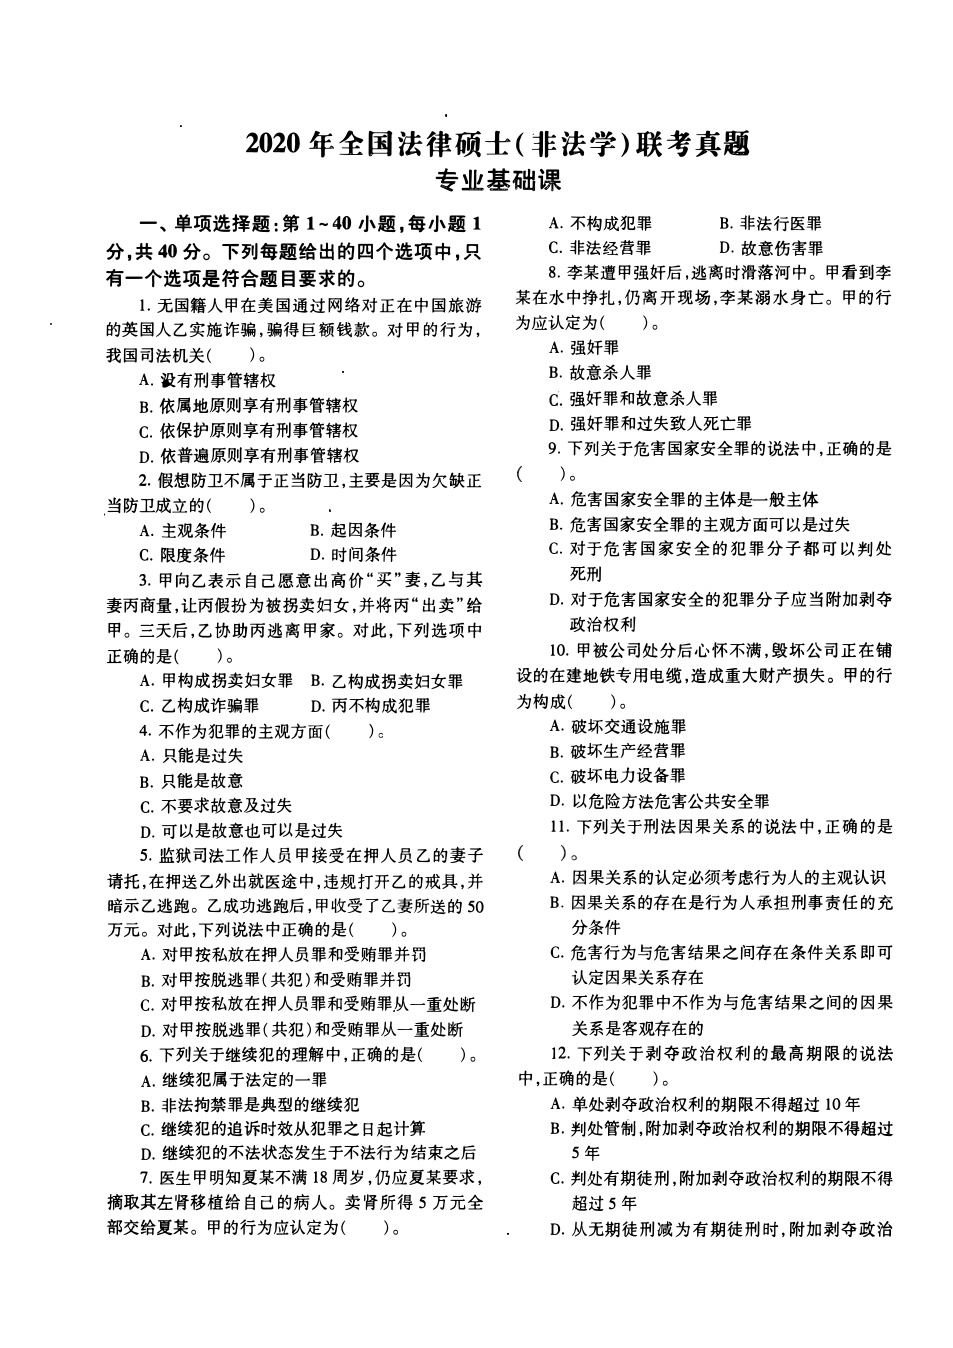 2020 年全国法律硕士(非法学)联考真题
专业基础课
一、单项选择题:第 1~40 小题,每小题 1
分,共 40 分。下列每题给出的四个选项中,只
有一个选项是符合题目要求的。
1. 无国籍人甲在美国通过网络对正在中国旅游
的英国人乙实施诈骗,骗得巨额钱款。对甲的行为,
我国司法机关(　　)。
A. 没有刑事管辖权
B. 依属地原则享有刑事管辖权
C. 依保护原则享有刑事管辖权
D. 依普遍原则享有刑事管辖权
2. 假想防卫不属于正当防卫,主要是因为欠缺正
当防卫成立的(　　)。
A. 主观条件　　B. 起因条件
C. 限度条件　　D. 时间条件
3. 甲向乙表示自己愿意出高价“买”妻,乙与其
妻丙商量,让丙假扮为被拐卖妇女,并将丙“出卖”给
甲。三天后,乙协助丙逃离甲家。对此,下列选项中
正确的是(　　)。
A. 甲构成拐卖妇女罪　B. 乙构成拐卖妇女罪
C. 乙构成诈骗罪　　D. 丙不构成犯罪
4. 不作为犯罪的主观方面(　　)。
A. 只能是过失
B. 只能是故意
C. 不要求故意及过失
D. 可以是故意也可以是过失
5. 监狱司法工作人员甲接受在押人员乙的妻子
请托,在押送乙外出就医途中,违规打开乙的戒具,并
暗示乙逃跑。乙成功逃跑后,甲收受了乙妻所送的 50
万元。对此,下列说法中正确的是(　　)。
A. 对甲按私放在押人员罪和受贿罪并罚
B. 对甲按脱逃罪(共犯)和受贿罪并罚
C. 对甲按私放在押人员罪和受贿罪从一重处断
D. 对甲按脱逃罪(共犯)和受贿罪从一重处断
6. 下列关于继续犯的理解中,正确的是(　　)。
A. 继续犯属于法定的一罪
B. 非法拘禁罪是典型的继续犯
C. 继续犯的追诉时效从犯罪之日起计算
D. 继续犯的不法状态发生于不法行为结束之后
7. 医生甲明知夏某不满 18 周岁,仍应夏某要求,
摘取其左肾移植给自己的病人。卖肾所得 5 万元全
部交给夏某。甲的行为应认定为(　　)。
A. 不构成犯罪　　B. 非法行医罪
C. 非法经营罪　　D. 故意伤害罪
8. 李某遭甲强奸后,逃离时滑落河中。甲看到李
某在水中挣扎,仍离开现场,李某溺水身亡。甲的行
为应认定为(　　)。
A. 强奸罪
B. 故意杀人罪
C. 强奸罪和故意杀人罪
D. 强奸罪和过失致人死亡罪
9. 下列关于危害国家安全罪的说法中,正确的是
(　　)。
A. 危害国家安全罪的主体是一般主体
B. 危害国家安全罪的主观方面可以是过失
C. 对于危害国家安全的犯罪分子都可以判处
死刑
D. 对于危害国家安全的犯罪分子应当附加剥夺
政治权利
10. 甲被公司处分后心怀不满,毁坏公司正在铺
设的在建地铁专用电缆,造成重大财产损失。甲的行
为构成(　　)。
A. 破坏交通设施罪
B. 破坏生产经营罪
C. 破坏电力设备罪
D. 以危险方法危害公共安全罪
11. 下列关于刑法因果关系的说法中,正确的是
(　　)。
A. 因果关系的认定必须考虑行为人的主观认识
B. 因果关系的存在是行为人承担刑事责任的充
分条件
C. 危害行为与危害结果之间存在条件关系即可
认定因果关系存在
D. 不作为犯罪中不作为与危害结果之间的因果
关系是客观存在的
12. 下列关于剥夺政治权利的最高期限的说法
中,正确的是(　　)。
A. 单处剥夺政治权利的期限不得超过 10 年
B. 判处管制,附加剥夺政治权利的期限不得超过
5 年
C. 判处有期徒刑,附加剥夺政治权利的期限不得
超过 5 年
D. 从无期徒刑减为有期徒刑时,附加剥夺政治